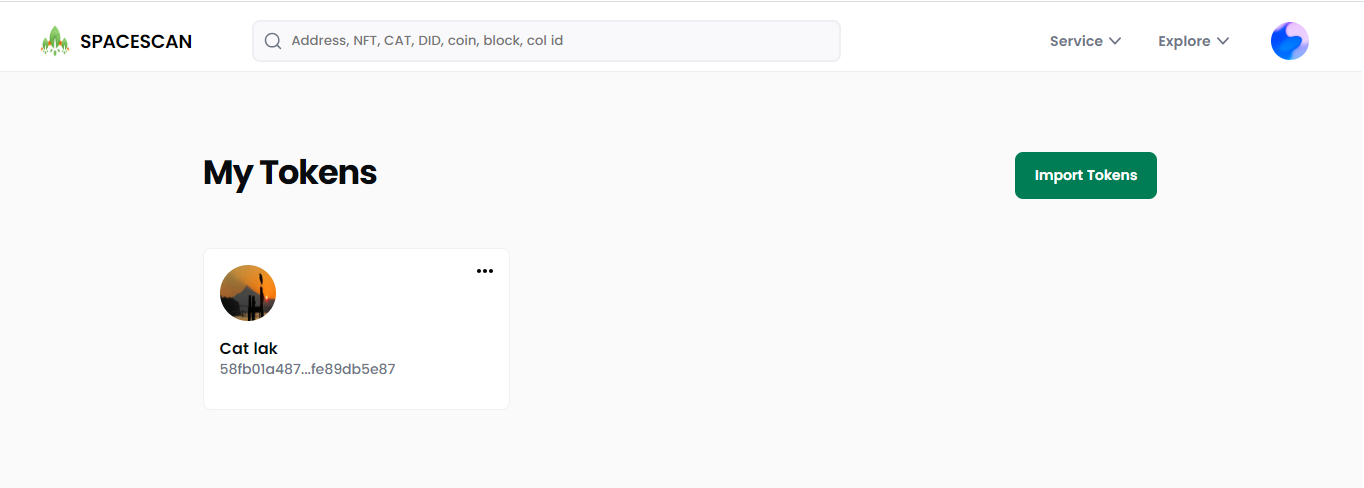 SPACESCAN
Address, NFT, CAT, DID, coin, block, col id
Service
Explore
My Tokens
Import Tokens
Cat lak
58fb01a487...fe89db5e87